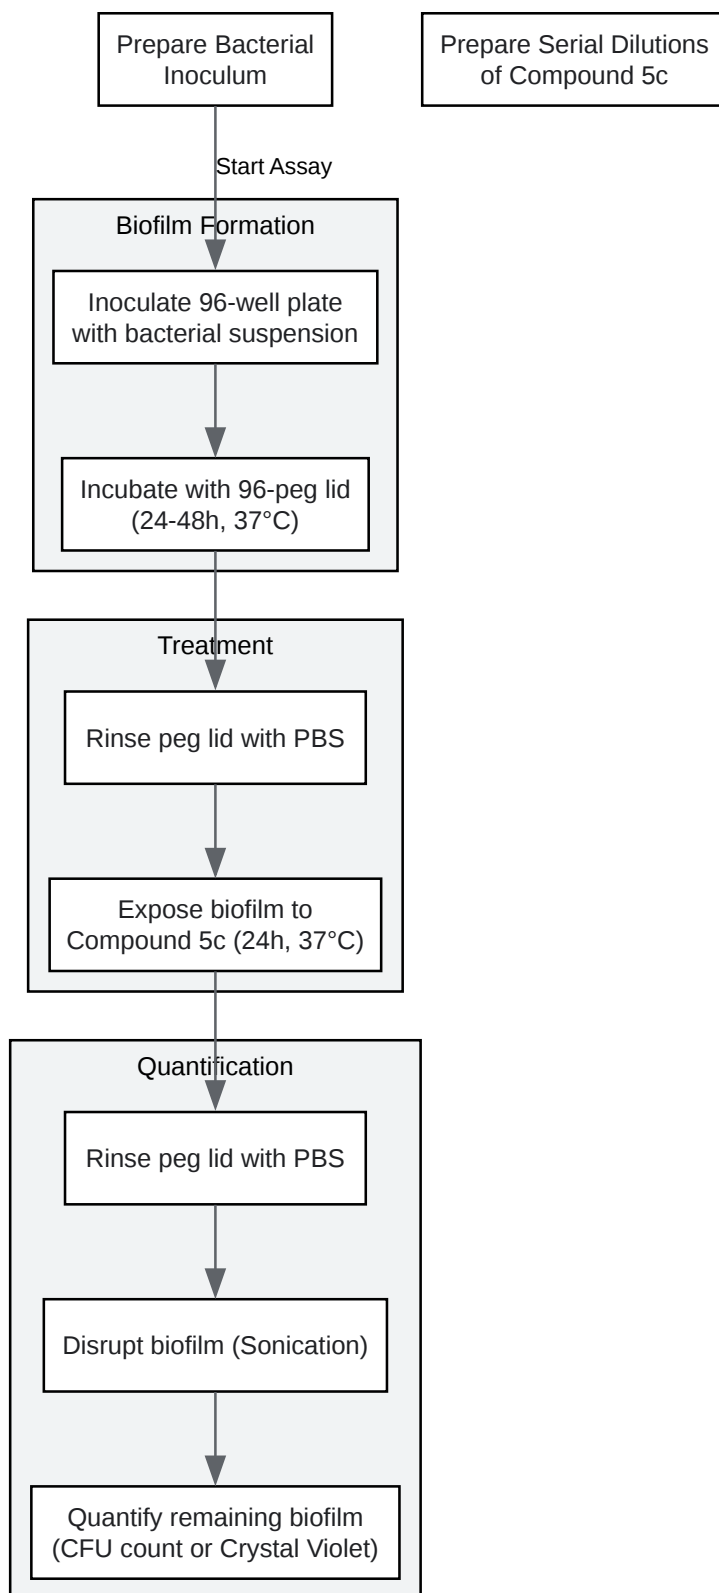 Prepare Bacterial
Inoculum
Prepare Serial Dilutions
of Compound 5c
Start Assay
Biofilm Formation
Inoculate 96-well plate
with bacterial suspension
Incubate with 96-peg lid
(24-48h, 37°C)
Treatment
Rinse peg lid with PBS
Expose biofilm to
Compound 5c (24h, 37°C)
Quantification
Rinse peg lid with PBS
Disrupt biofilm (Sonication)
Quantify remaining biofilm
(CFU count or Crystal Violet)